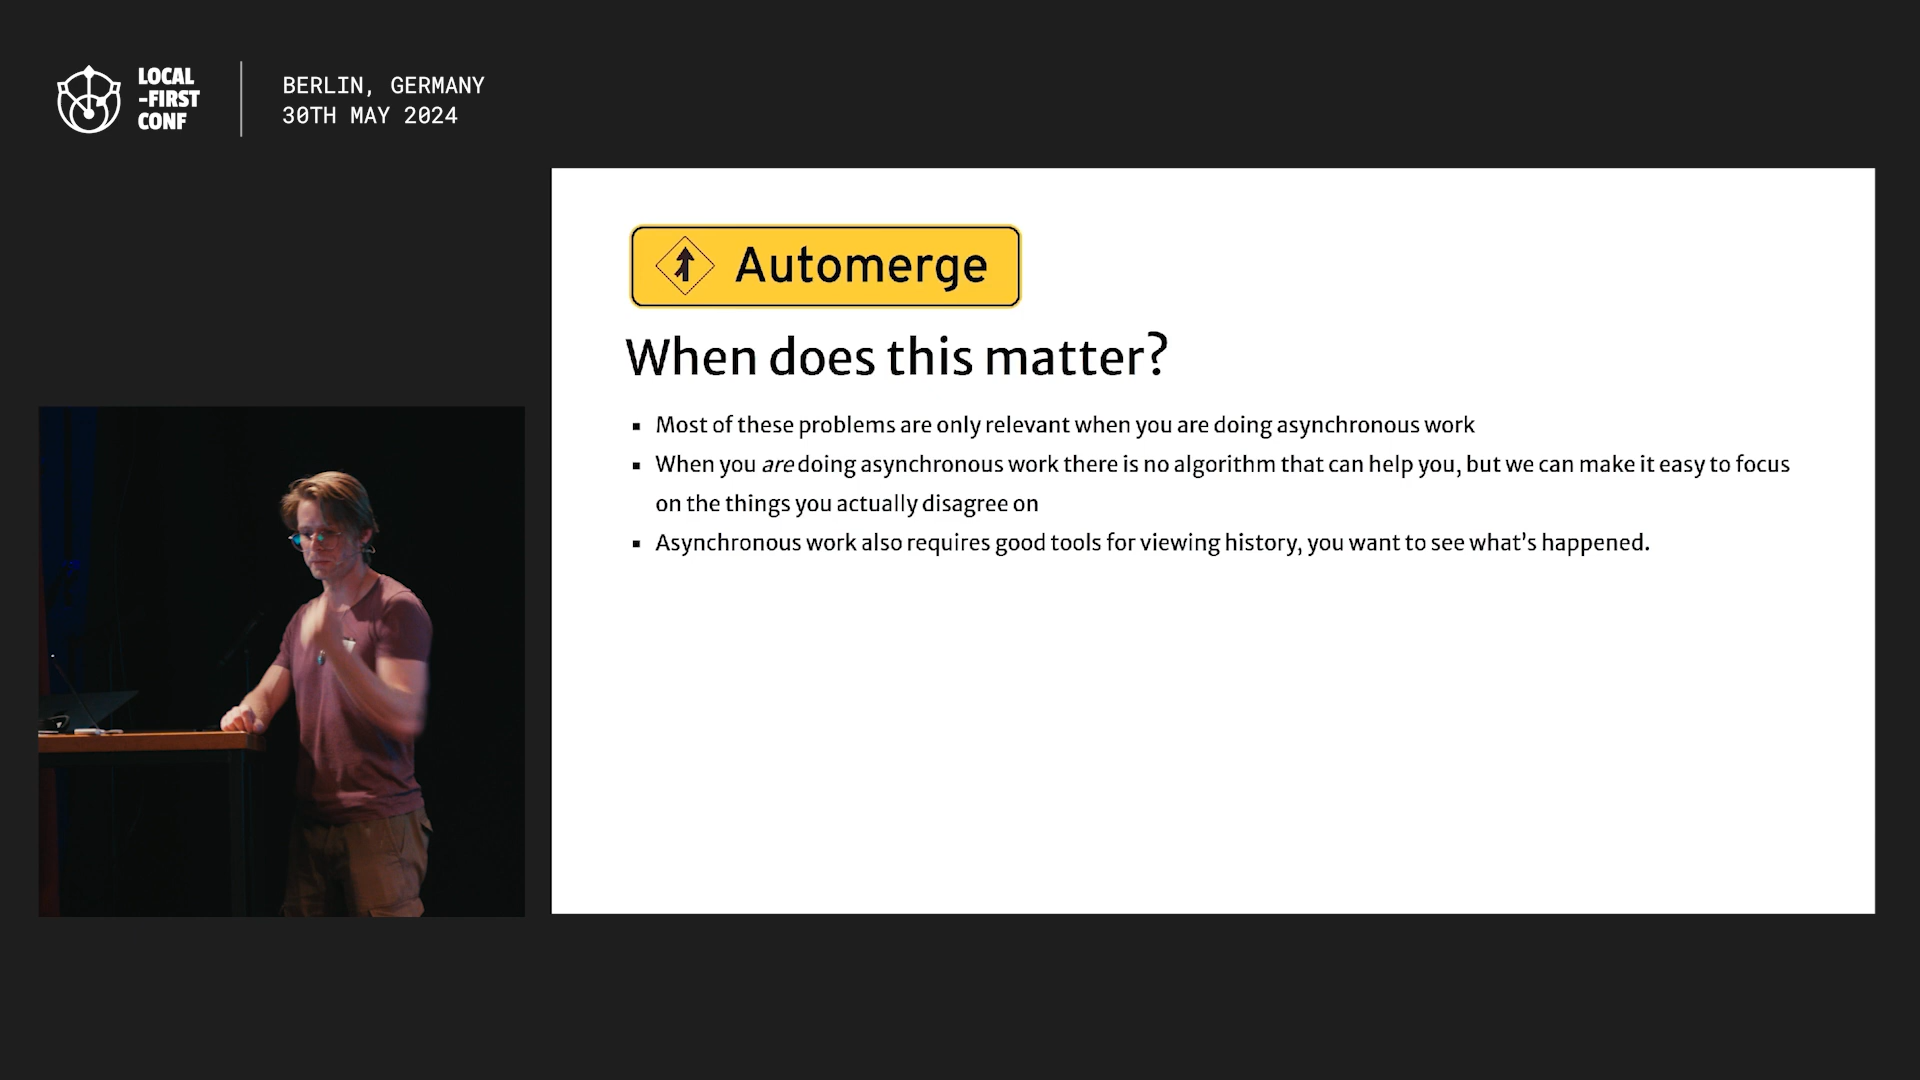 LOCAL
-FIRST
CONF
BERLIN, GERMANY
30TH MAY 2024
Automerge
When does this matter?
▪ Most of these problems are only relevant when you are doing asynchronous work
▪ When you are doing asynchronous work there is no algorithm that can help you, but we can make it easy to focus
on the things you actually disagree on
▪ Asynchronous work also requires good tools for viewing history, you want to see what’s happened.